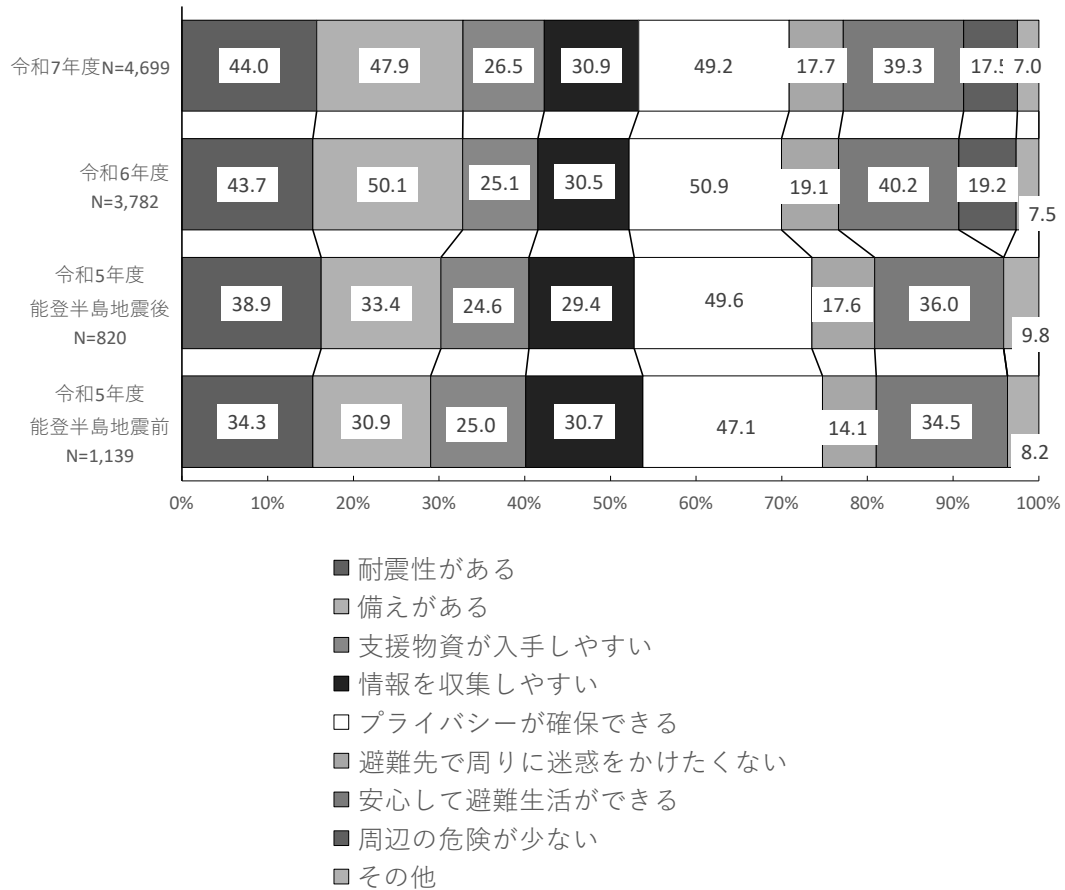 令和7年度N=4,699
44.0 47.9 26.5 30.9 49.2 17.7 39.3 17.5 7.0
令和6年度
N=3,782
43.7 50.1 25.1 30.5 50.9 19.1 40.2 19.2 7.5
令和5年度
能登半島地震後
N=820
38.9 33.4 24.6 29.4 49.6 17.6 36.0 9.8
令和5年度
能登半島地震前
N=1,139
34.3 30.9 25.0 30.7 47.1 14.1 34.5 8.2
0% 10% 20% 30% 40% 50% 60% 70% 80% 90% 100%
耐震性がある
備えがある
支援物資が入手しやすい
情報を収集しやすい
プライバシーが確保できる
避難先で周りに迷惑をかけたくない
安心して避難生活ができる
周辺の危険が少ない
その他